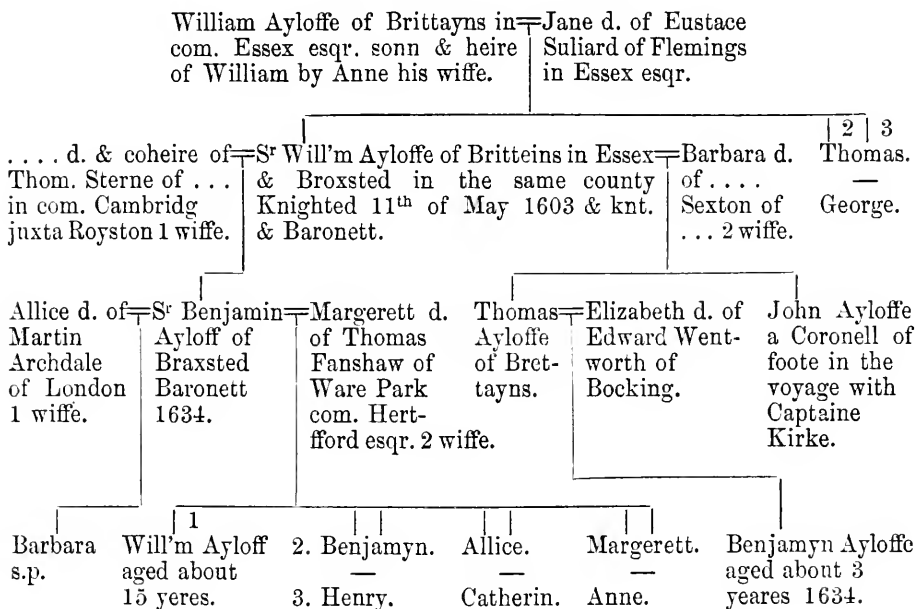 William Ayloffe of Brittayns in
com. Essex esqr. sonn & heire
of William by Anne his wiffe.
Jane d. of Eustace
Suliard of Flemings
in Essex esqr.
.... d. & coheire of
Thom. Sterne of ...
in com. Cambridg
juxta Royston 1 wiffe.
Sr Will'm Ayloffe of Britteins in Essex
& Broxsted in the same county
Knighted 11th of May 1603 & knt.
& Baronett.
Barbara d.
of ....
Sexton of
... 2 wiffe.
2 3
Thomas.
—
George.
Allice d. of
Martin
Archdale
of London
1 wiffe.
Sr Benjamin
Ayloff of
Braxsted
Baronett
1634.
Margerett d.
of Thomas
Fanshaw of
Ware Park
com. Hert-
fford esqr. 2 wiffe.
Thomas
Ayloffe
of Bret-
tayns.
Elizabeth d. of
Edward Went-
worth of
Bocking.
John Ayloffe
a Coronell of
foote in the
voyage with
Captaine
Kirke.
Barbara
s.p.
1
Will'm Ayloff
aged about
15 yeres.
2. Benjamyn.
—
3. Henry.
Allice.
—
Catherin.
Margerett.
—
Anne.
Benjamyn Ayloffe
aged about 3
yeares 1634.